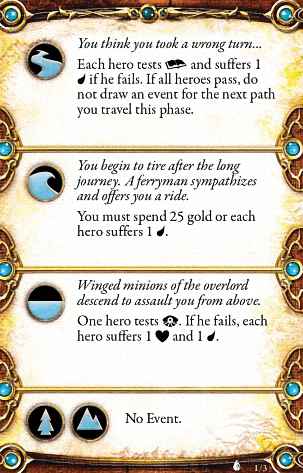 You think you took a wrong turn...
Each hero tests and suffers 1
if he fails. If all heroes pass, do
not draw an event for the next path
you travel this phase.
You begin to tire after the long
journey. A ferryman sympathizes
and offers you a ride.
You must spend 25 gold or each
hero suffers 1 .
Winged minions of the overlord
descend to assault you from above.
One hero tests . If he fails, each
hero suffers 1 and 1 .
No Event.
1/3